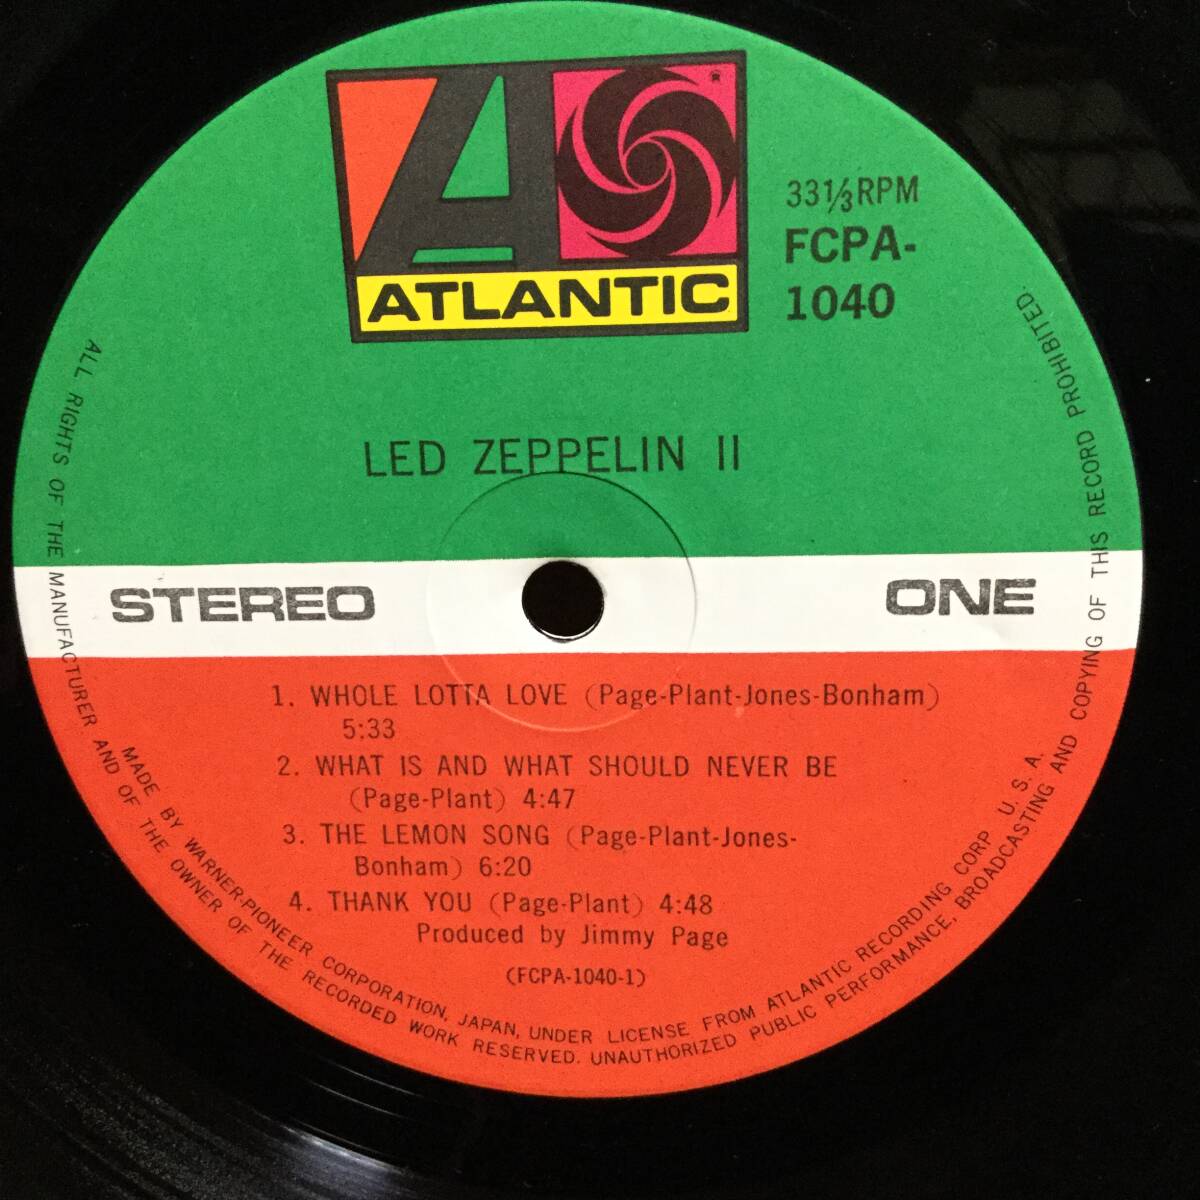 ATLANTIC
33 1/3 RPM
FCPA-
1040
LED ZEPPELIN II
STEREO
ONE
1. WHOLE LOTTA LOVE (Page-Plant-Jones-Bonham)
5:33
2. WHAT IS AND WHAT SHOULD NEVER BE
(Page-Plant) 4:47
3. THE LEMON SONG (Page-Plant-Jones-
Bonham) 6:20
4. THANK YOU (Page-Plant) 4:48
Produced by Jimmy Page
(FCPA-1040-1)
MADE BY WARNER-PIONEER CORPORATION, JAPAN, UNDER LICENSE FROM ATLANTIC RECORDING CORP U. S. A.
ALL RIGHTS OF THE MANUFACTURER AND OF THE OWNER OF THE RECORDED WORK RESERVED. UNAUTHORIZED PUBLIC PERFORMANCE, BROADCASTING AND COPYING OF THIS RECORD PROHIBITED.